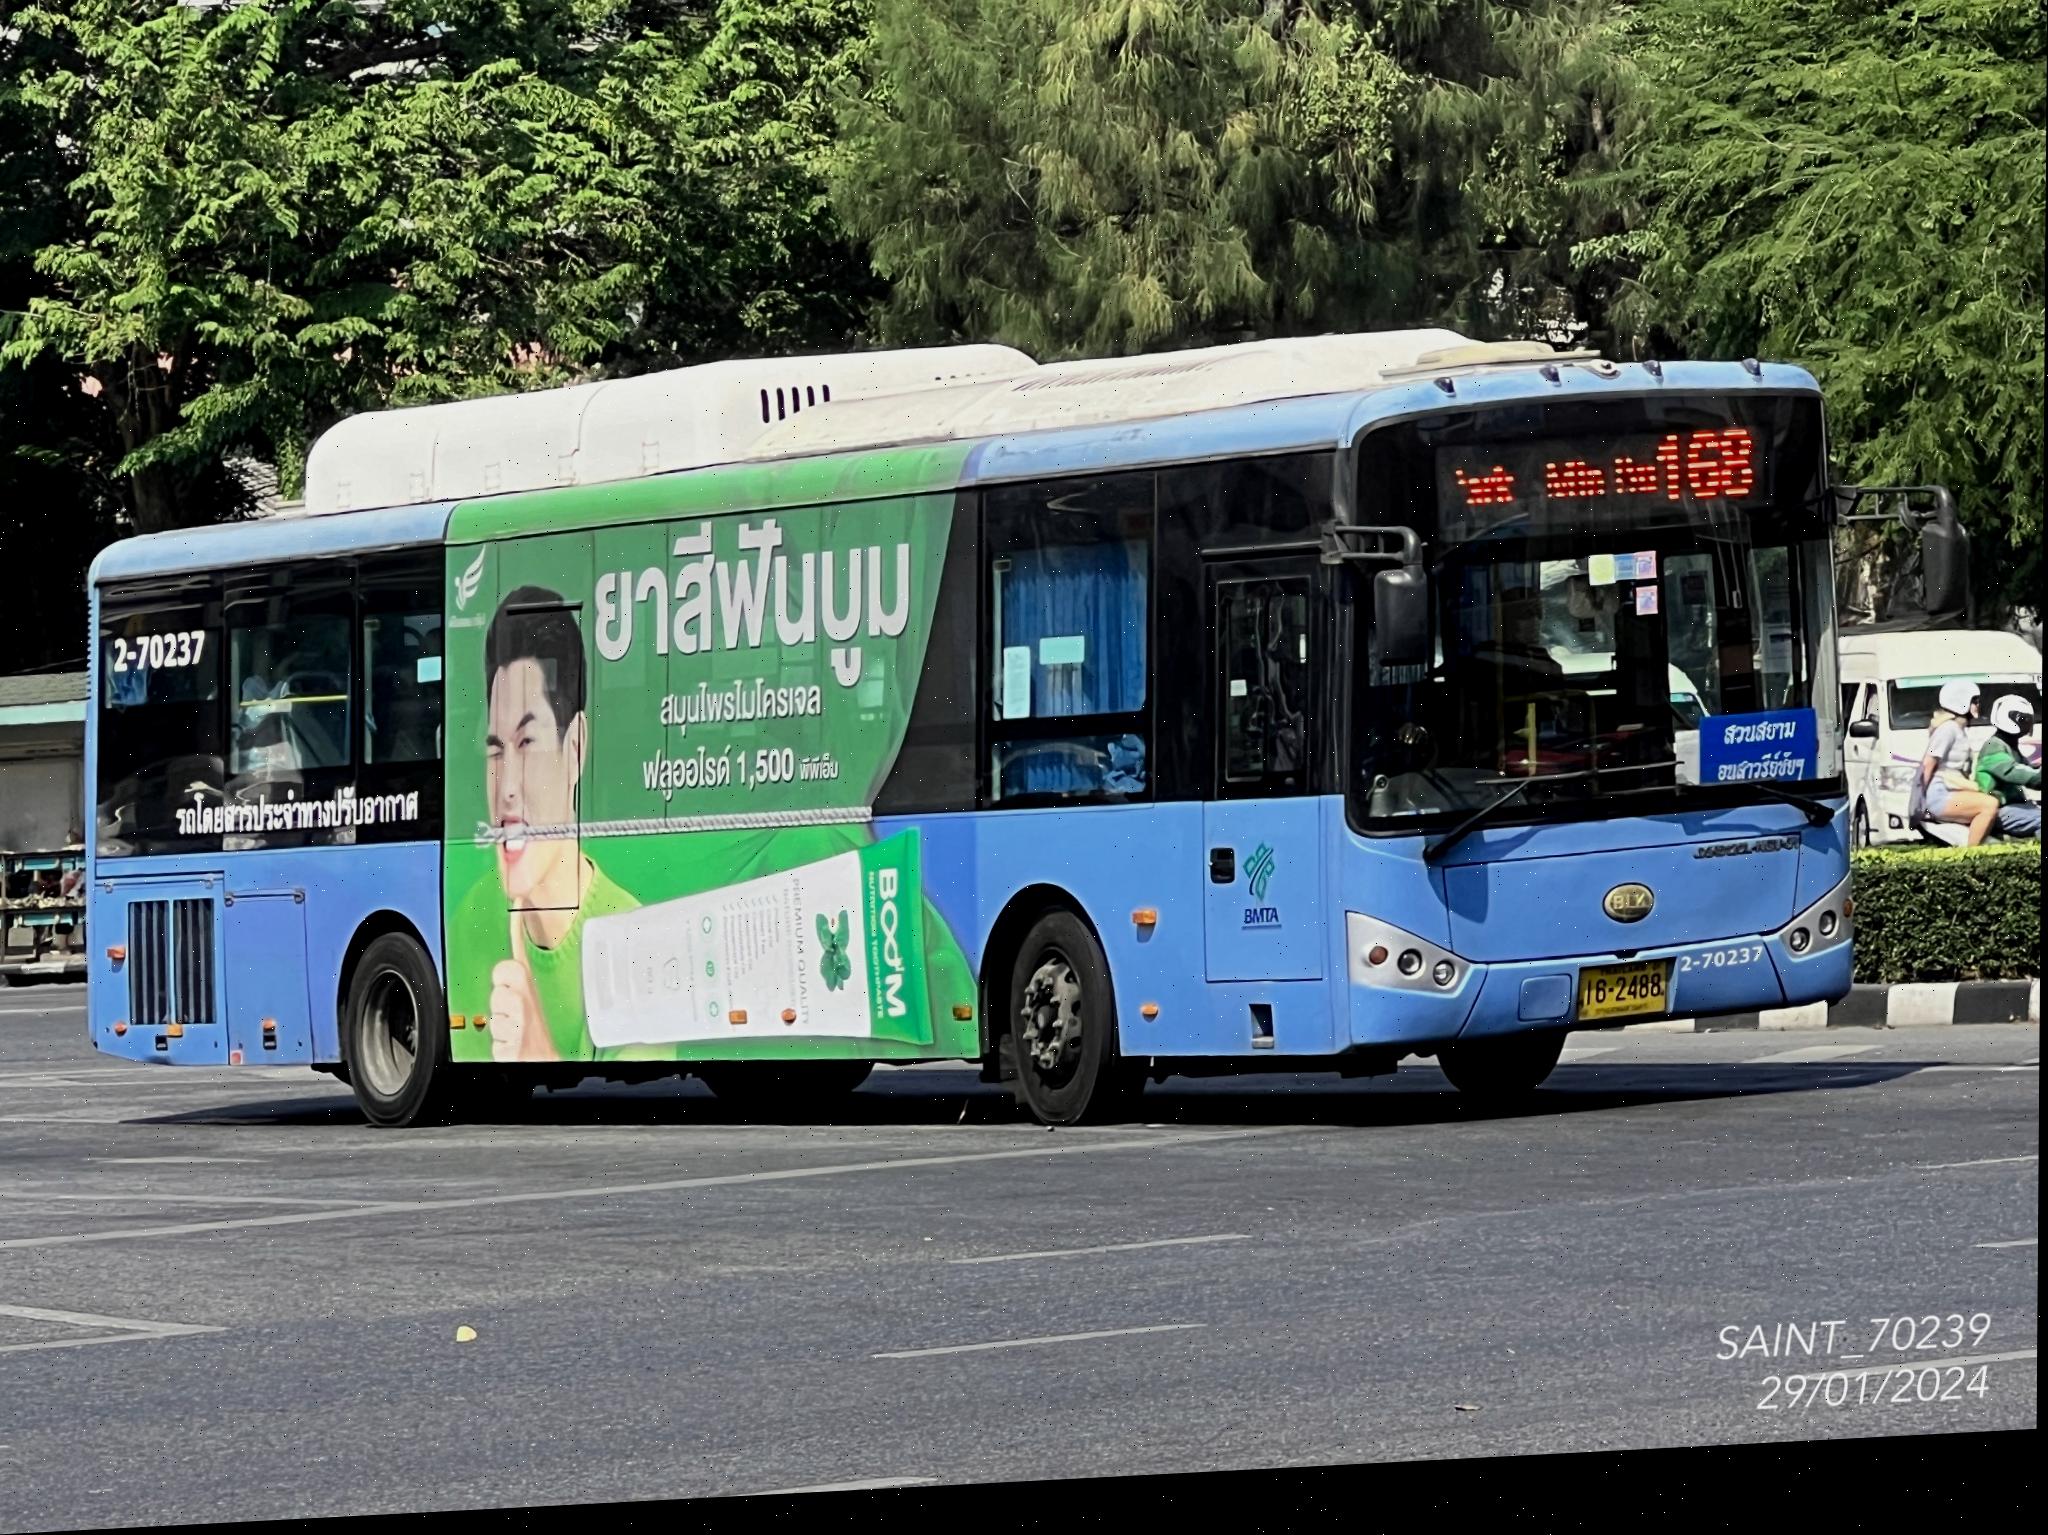 168
ยาสีฟันบูม
สมุนไพรไมโครเจล
ฟลูออไรด์ 1,500 พีพีเอ็ม
2-70237
รถโดยสารประจำทางปรับอากาศ
สวนสยาม
อนุสาวรีย์ชัยฯ
BOOM
NUTRITION TOOTHPASTE
PREMIUM QUALITY
BMTA
BLK
2-70237
THAILAND
16-2488
SAINT_70239
29/01/2024